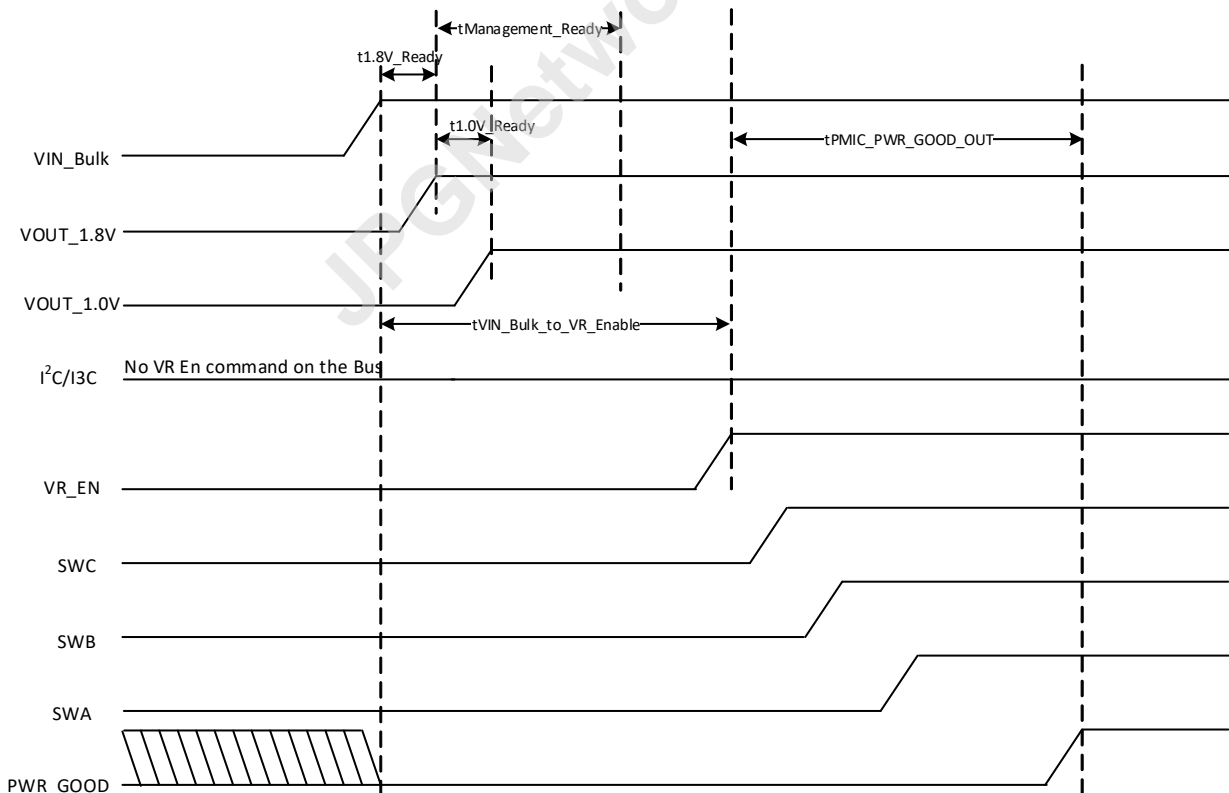 tManagement_Ready
t1.8V_Ready
t1.0V_Ready
VIN_Bulk
tPMIC_PWR_GOOD_OUT
VOUT_1.8V
VOUT_1.0V
tVIN_Bulk_to_VR_Enable
I²C/I3C
No VR En command on the Bus
VR_EN
SWC
SWB
SWA
PWR_GOOD
JPGNetwo